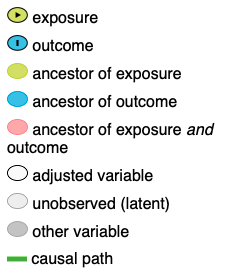 exposure
outcome
ancestor of exposure
ancestor of outcome
ancestor of exposure and
outcome
adjusted variable
unobserved (latent)
other variable
causal path